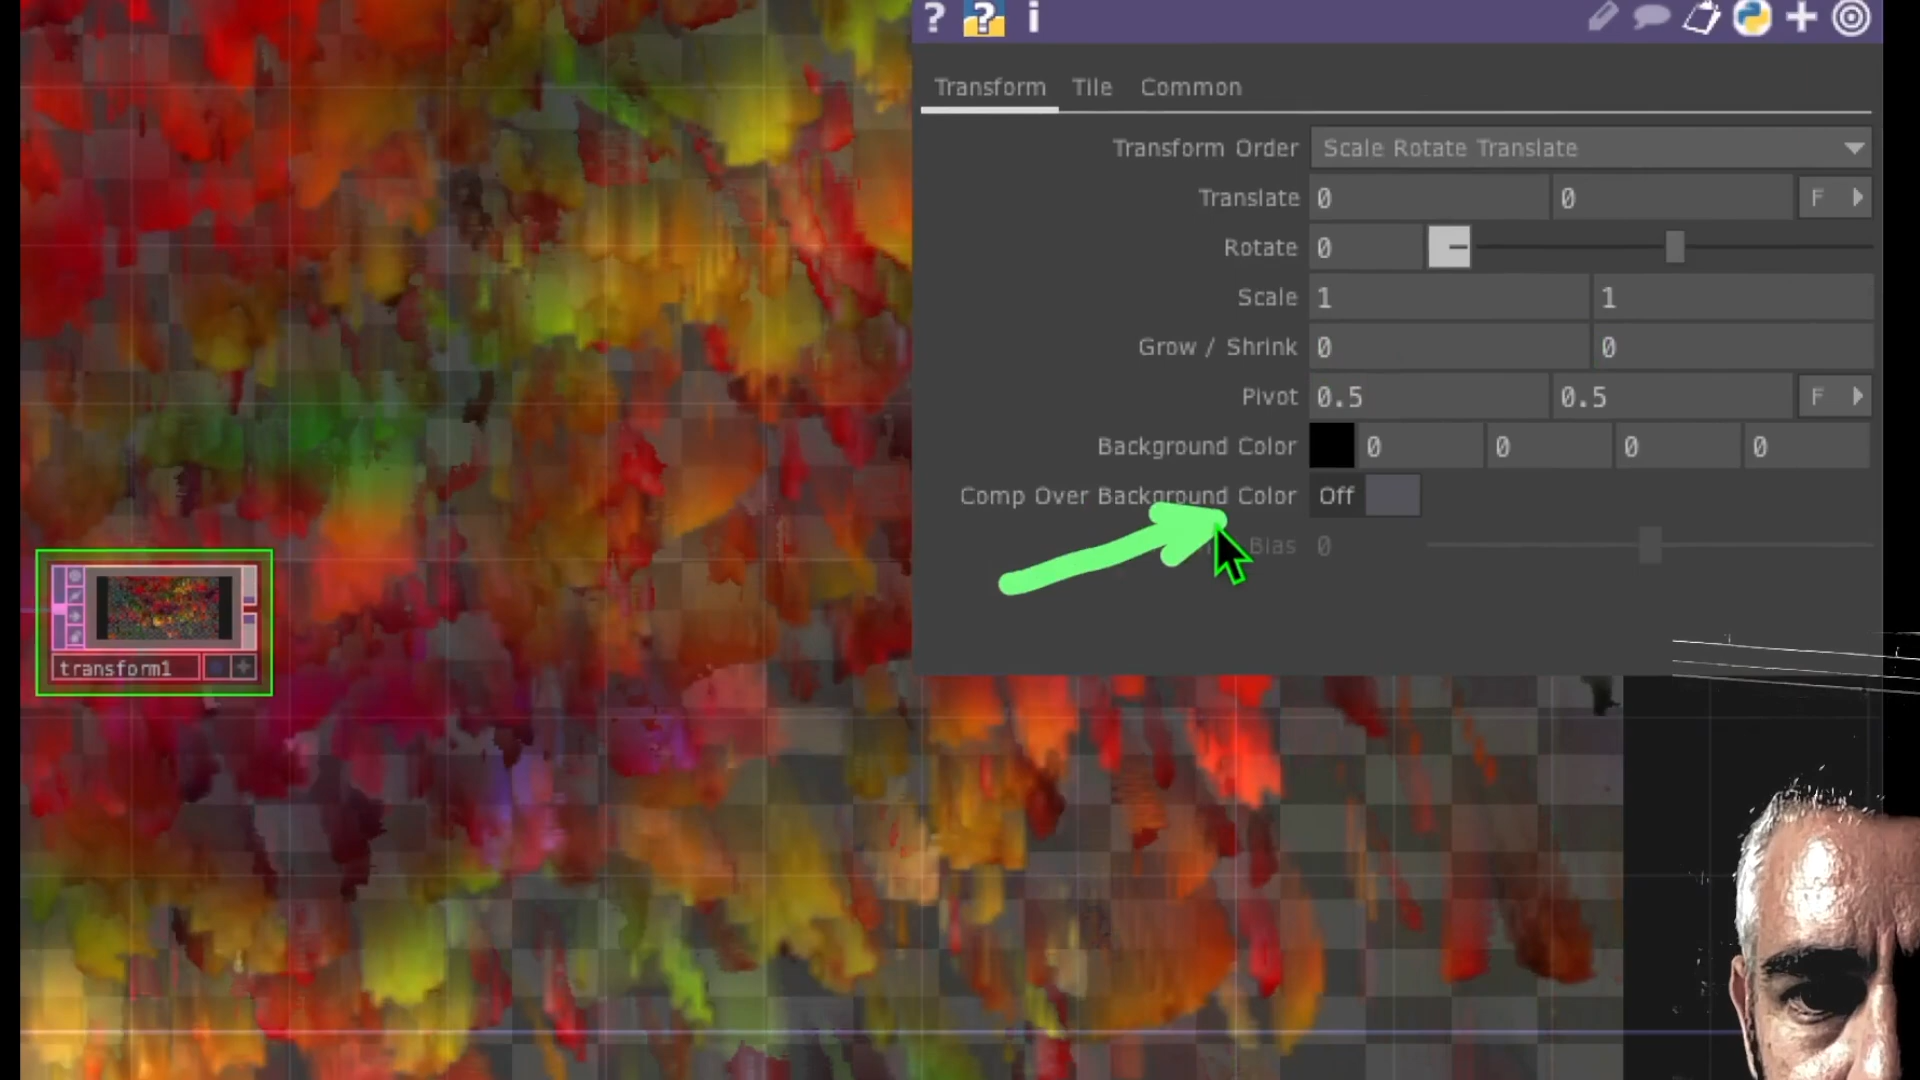 ? ? i
Transform Tile Common
Transform Order Scale Rotate Translate
Translate 0 0 F
Rotate 0
Scale 1 1
Grow / Shrink 0 0
Pivot 0.5 0.5 F
Background Color 0 0 0 0
Comp Over Background Color Off
Bias 0
transform1